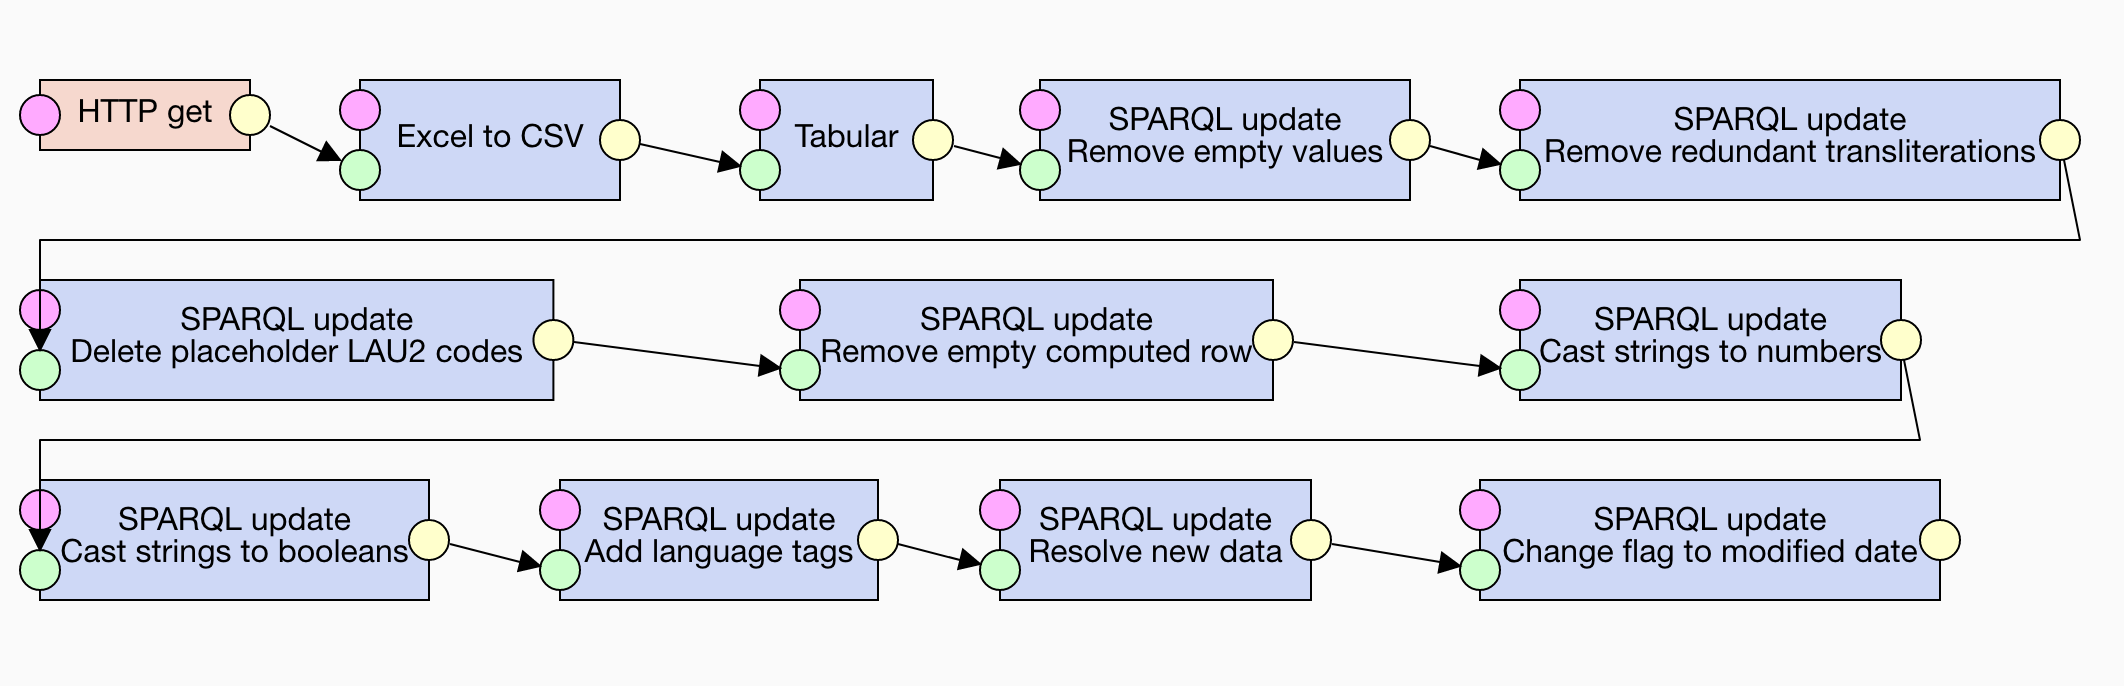 HTTP get
Excel to CSV
Tabular
SPARQL update
Remove empty values
SPARQL update
Remove redundant transliterations
SPARQL update
Delete placeholder LAU2 codes
SPARQL update
Remove empty computed row
SPARQL update
Cast strings to numbers
SPARQL update
Cast strings to booleans
SPARQL update
Add language tags
SPARQL update
Resolve new data
SPARQL update
Change flag to modified date